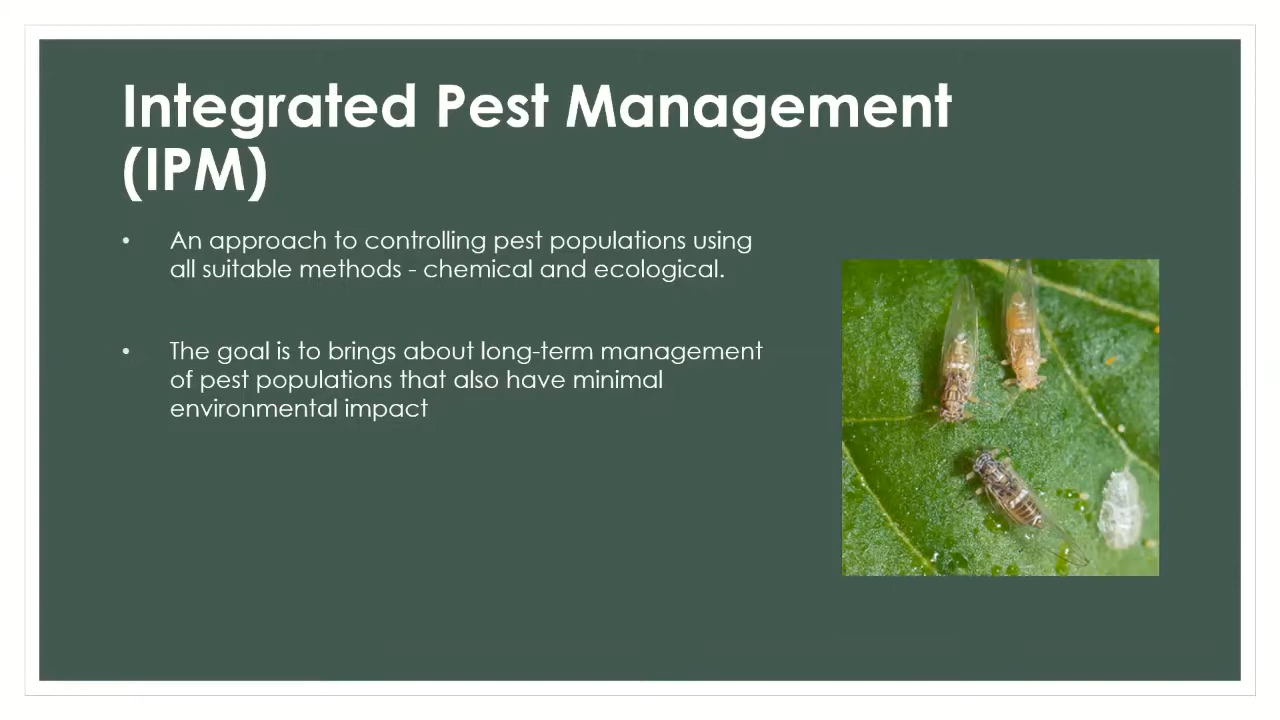 Integrated Pest Management
(IPM)
• An approach to controlling pest populations using
all suitable methods - chemical and ecological.
• The goal is to brings about long-term management
of pest populations that also have minimal
environmental impact